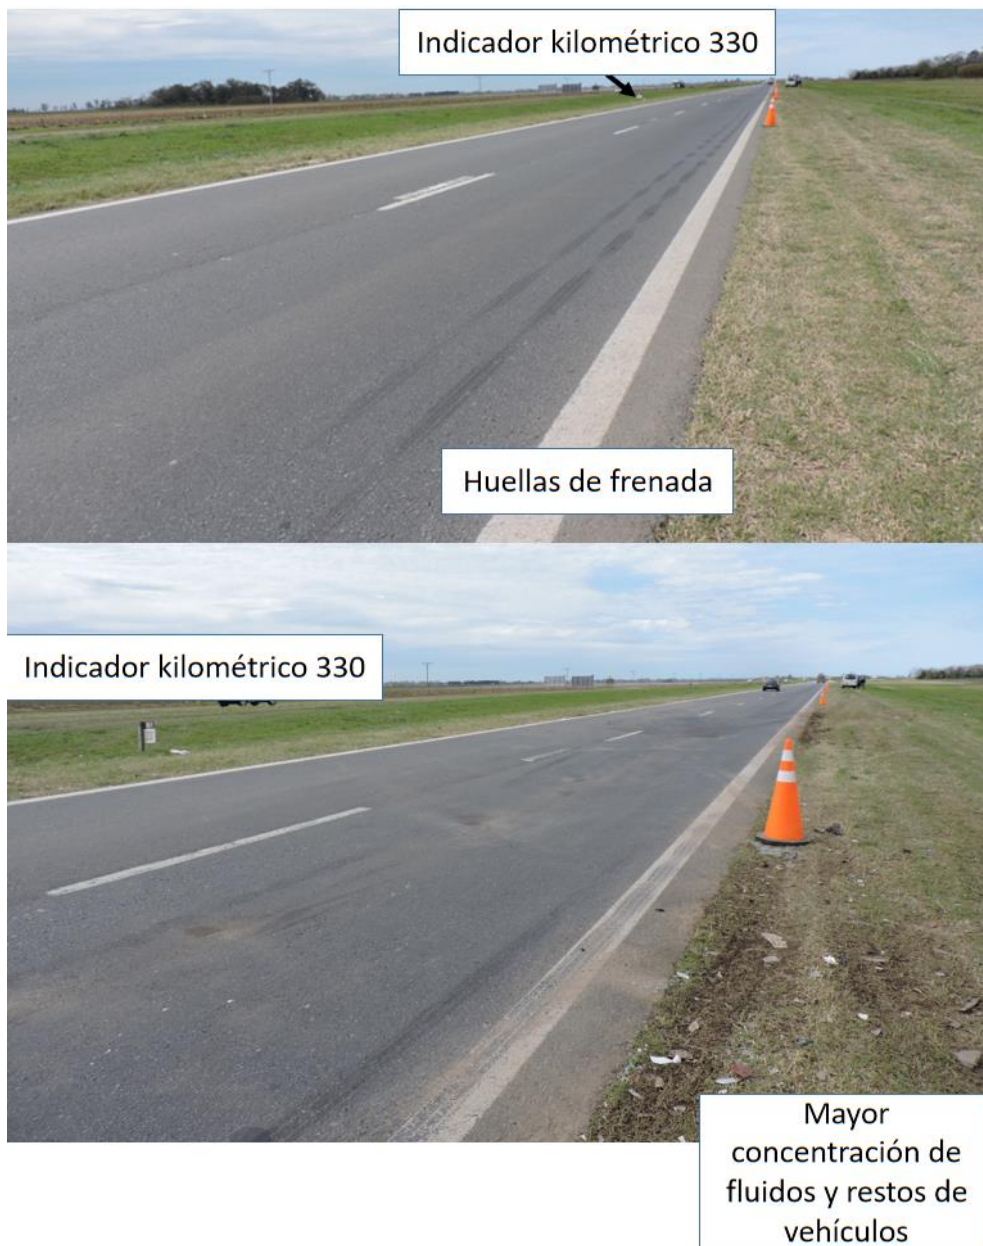 Indicador kilométrico 330
Huellas de frenada
Indicador kilométrico 330
Mayor
concentración de
fluidos y restos de
vehículos